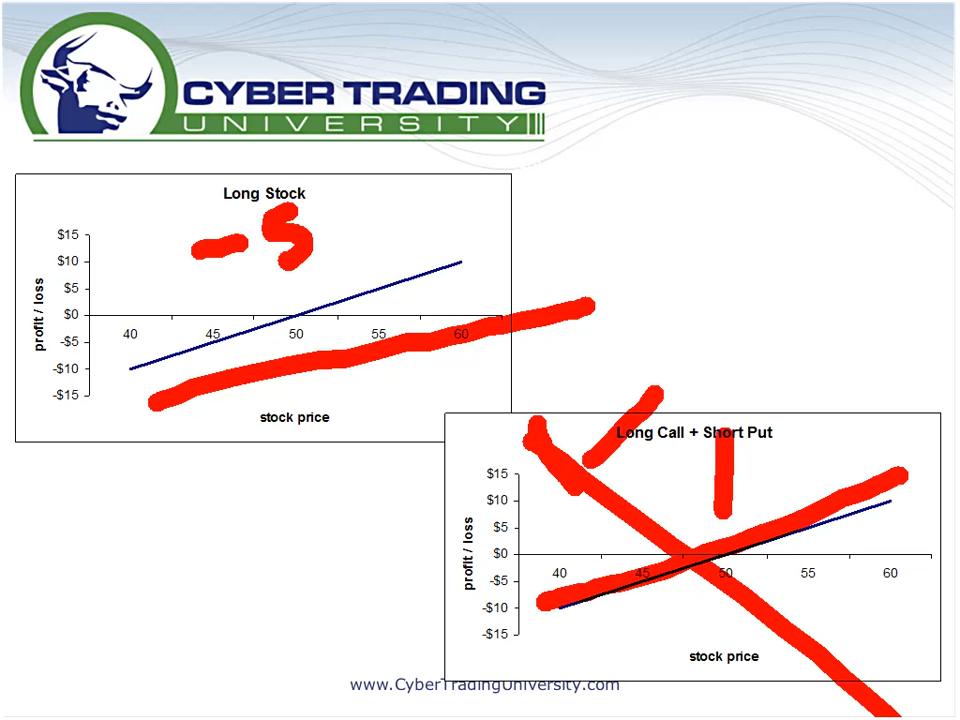 CYBER TRADING
UNIVERSITY
Long Stock
-5
$15
$10
$5
$0
-$5
-$10
-$15
profit / loss
40 45 50 55 60
stock price
Long Call + Short Put
$15
$10
$5
$0
-$5
-$10
-$15
profit / loss
40 45 50 55 60
stock price
www.CyberTradingUniversity.com